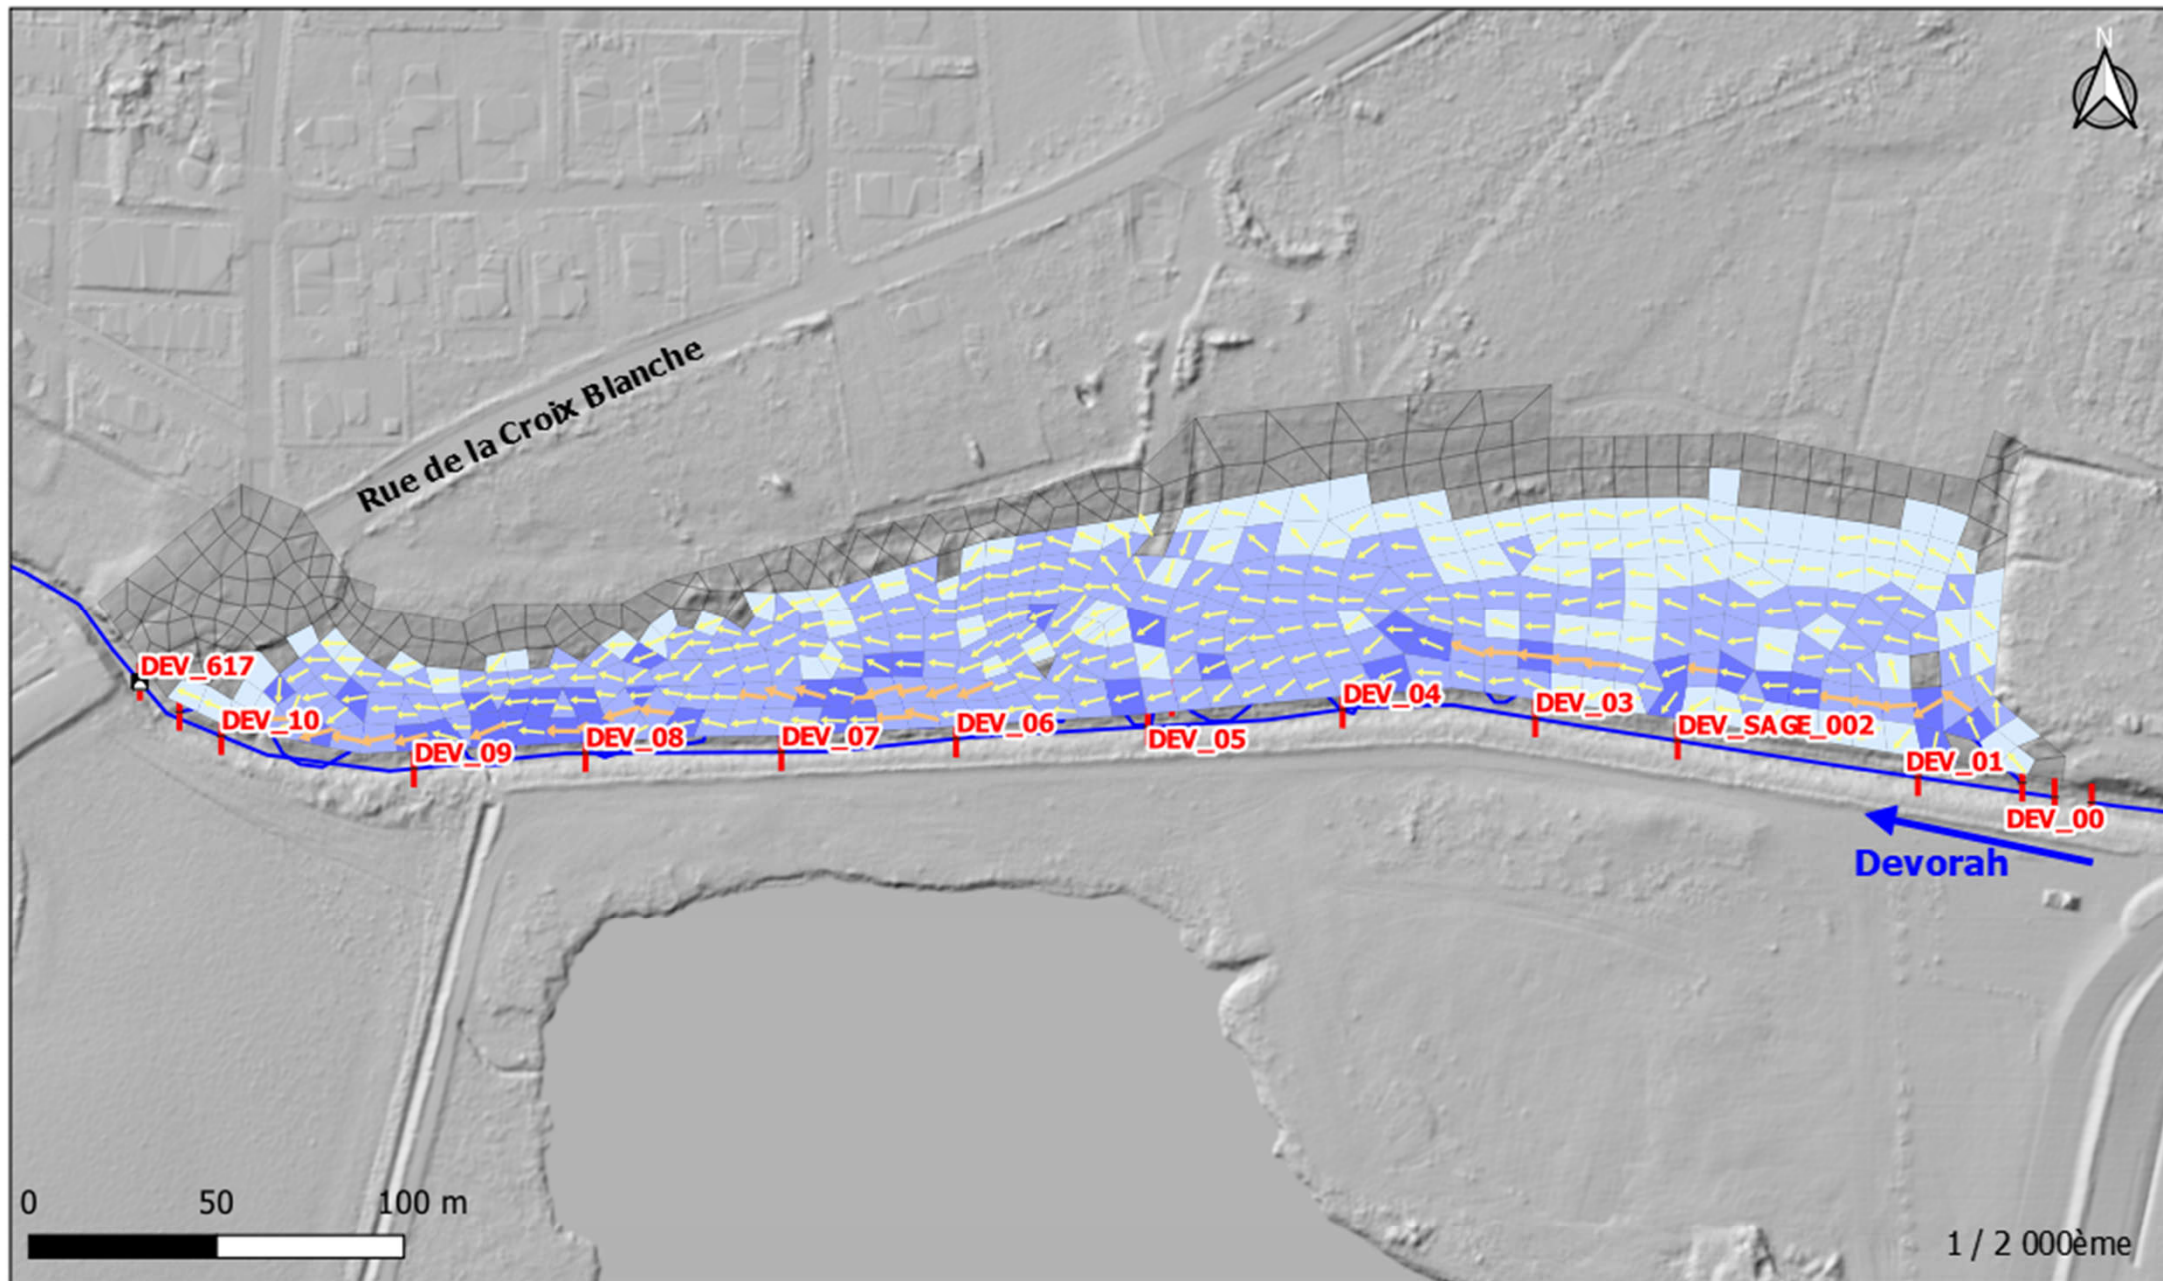 N
Rue de la Croix Blanche
DEV_617
DEV_10
DEV_09
DEV_08
DEV_07
DEV_06
DEV_05
DEV_04
DEV_03
DEV_SAGE_002
DEV_01
DEV_00
Devorah
0 50 100 m
1 / 2 000ème